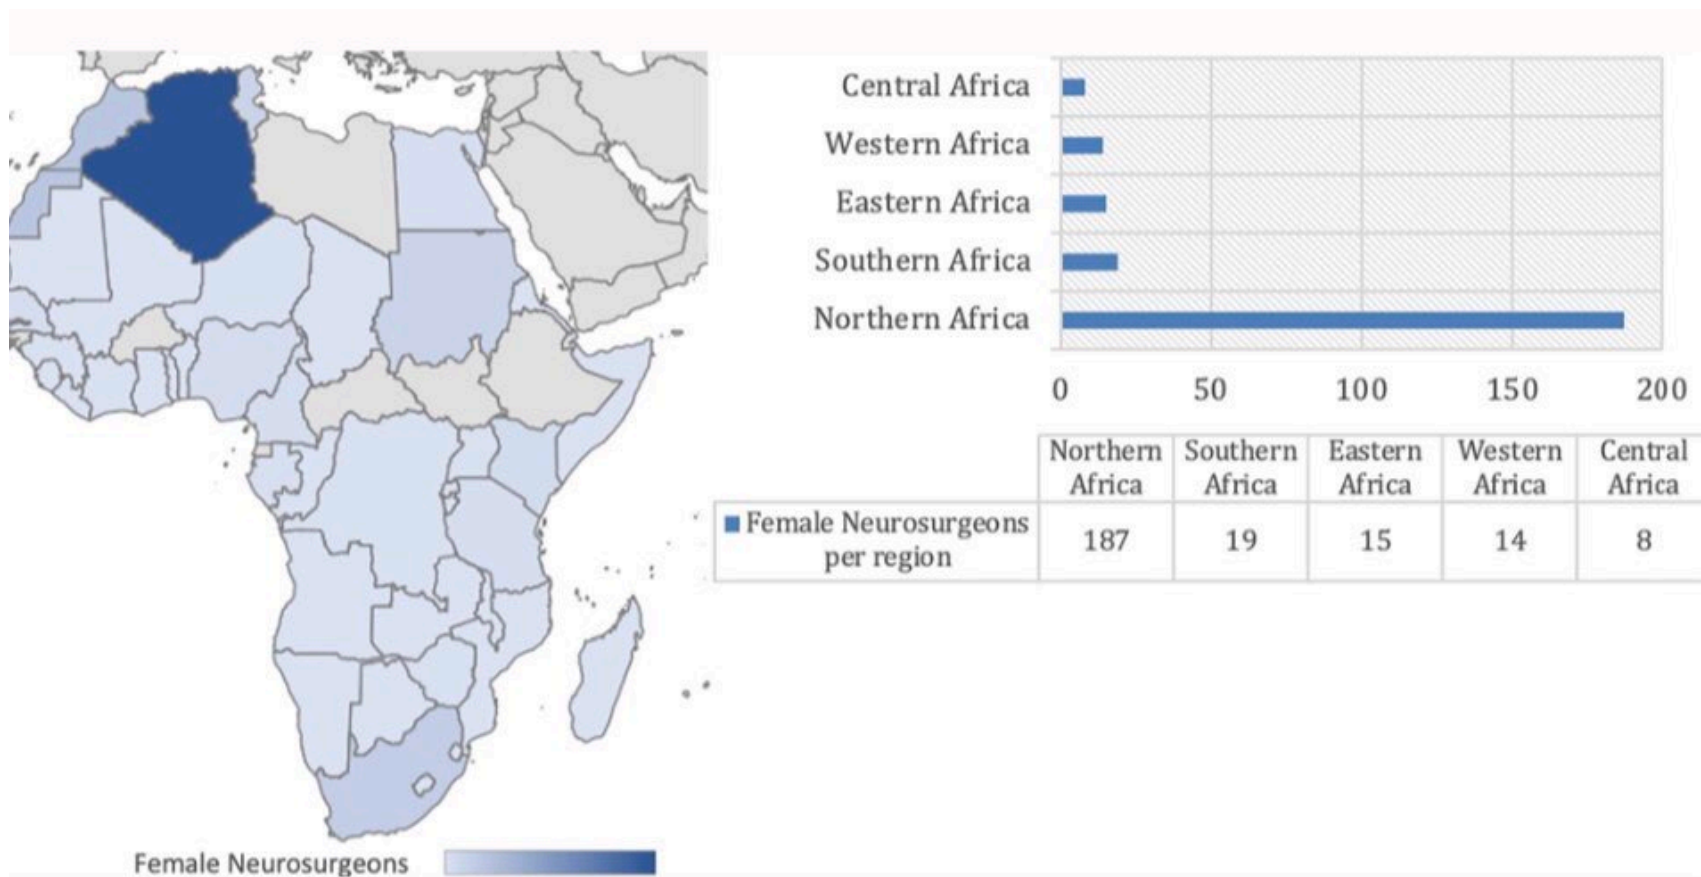 Central Africa
Western Africa
Eastern Africa
Southern Africa
Northern Africa
0 50 100 150 200
Northern Africa
Southern Africa
Eastern Africa
Western Africa
Central Africa
Female Neurosurgeons
per region
187 19 15 14 8
Female Neurosurgeons